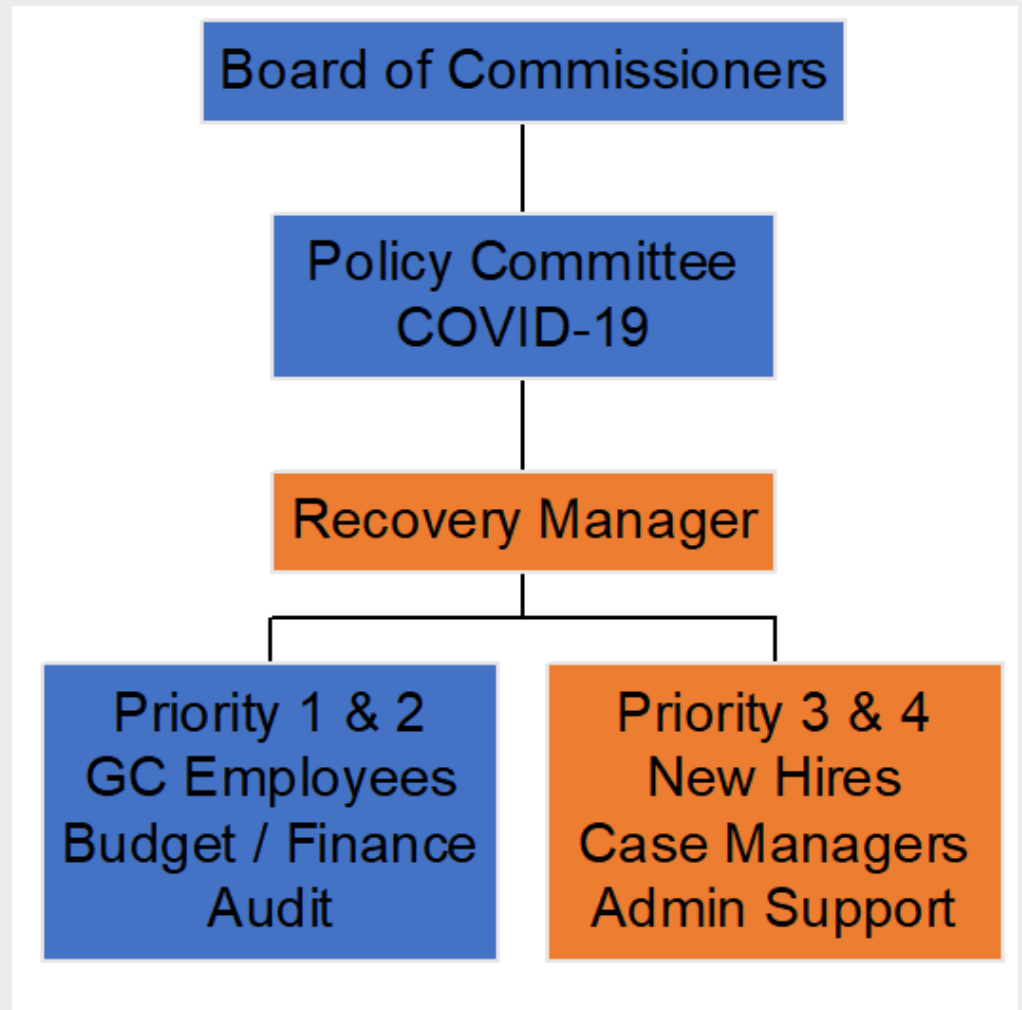 Board of Commissioners
Policy Committee
COVID-19
Recovery Manager
Priority 1 & 2
GC Employees
Budget / Finance
Audit
Priority 3 & 4
New Hires
Case Managers
Admin Support